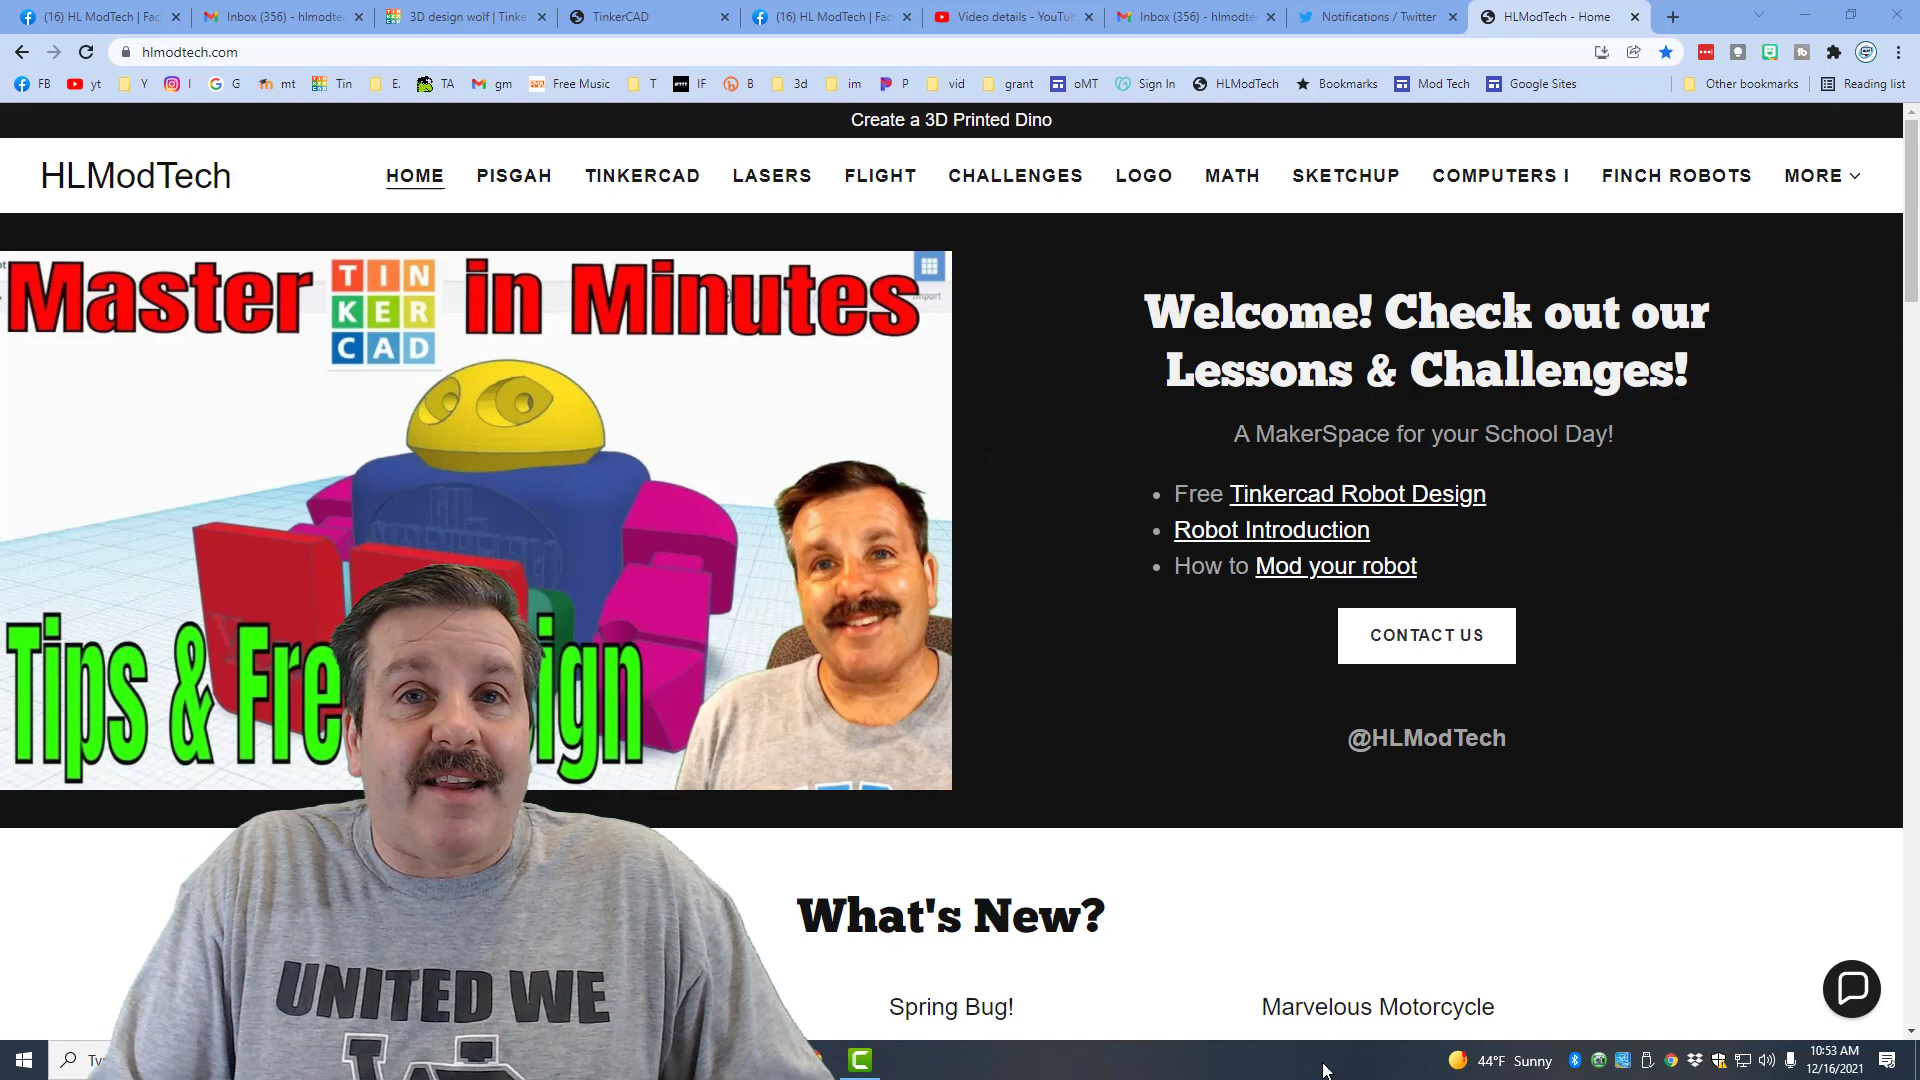 (16) HL ModTech | Fac
Inbox (356) - hlmodte
3D design wolf | Tinke
TinkerCAD
(16) HL ModTech | Fac
Video details - YouTub
Inbox (356) - hlmodte
Notifications / Twitter
HLModTech - Home
hlmodtech.com
FB
yt
Y
I
G
mt
Tin
E.
TA
gm
Free Music
T
IF
B
3d
im
P
vid
grant
oMT
Sign In
HLModTech
Bookmarks
Mod Tech
Google Sites
Other bookmarks
Reading list
Create a 3D Printed Dino
HLModTech
HOME
PISGAH
TINKERCAD
LASERS
FLIGHT
CHALLENGES
LOGO
MATH
SKETCHUP
COMPUTERS I
FINCH ROBOTS
MORE
Master TINKERCAD in Minutes
Import
Tips & Fre ign
Welcome! Check out our
Lessons & Challenges!
A MakerSpace for your School Day!
Free Tinkercad Robot Design
Robot Introduction
How to Mod your robot
CONTACT US
@HLModTech
What's New?
Spring Bug!
Marvelous Motorcycle
UNITED WE
Ty
44°F Sunny
10:53 AM
12/16/2021